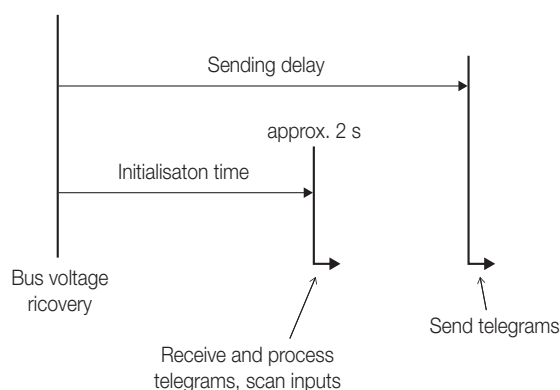 Sending delay
approx. 2 s
Initialisaton time
Bus voltage
ricovery
Send telegrams
Receive and process
telegrams, scan inputs